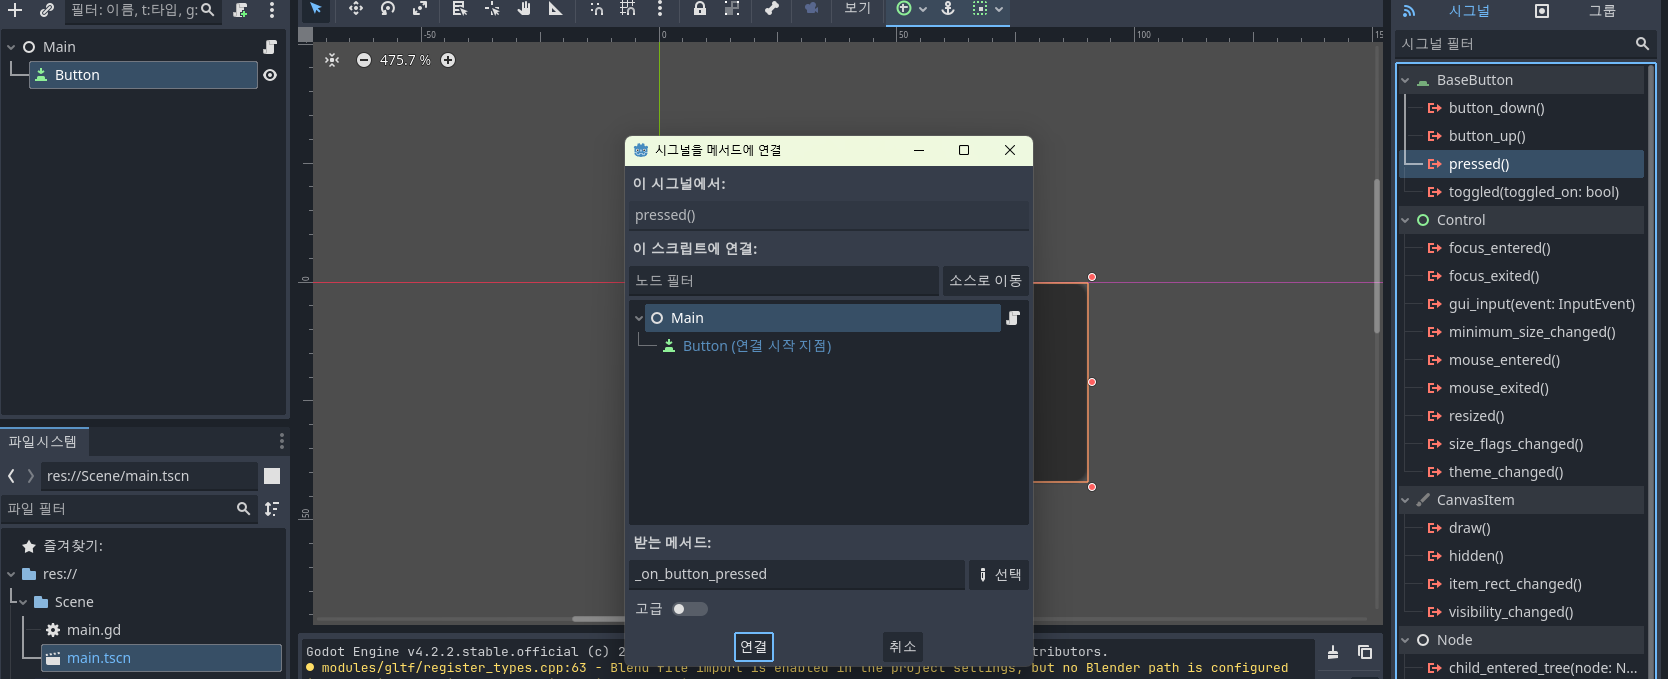 필터: 이름, t:타입, g:
Main
Button
파일시스템
res://Scene/main.tscn
파일 필터
즐겨찾기:
res://
Scene
main.gd
main.tscn
보기
-50
0
50
100
15
475.7 %
0
50
시그널을 메서드에 연결
이 시그널에서:
pressed()
이 스크립트에 연결:
노드 필터
소스로 이동
Main
Button (연결 시작 지점)
받는 메서드:
_on_button_pressed
선택
고급
연결
취소
Godot Engine v4.2.2.stable.official (c) 2
tributors.
modules/gltf/register_types.cpp:63 - Blend file import is enabled in the project settings, but no Blender path is configured
시그널
그룹
시그널 필터
BaseButton
button_down()
button_up()
pressed()
toggled(toggled_on: bool)
Control
focus_entered()
focus_exited()
gui_input(event: InputEvent)
minimum_size_changed()
mouse_entered()
mouse_exited()
resized()
size_flags_changed()
theme_changed()
CanvasItem
draw()
hidden()
item_rect_changed()
visibility_changed()
Node
child_entered_tree(node: N...